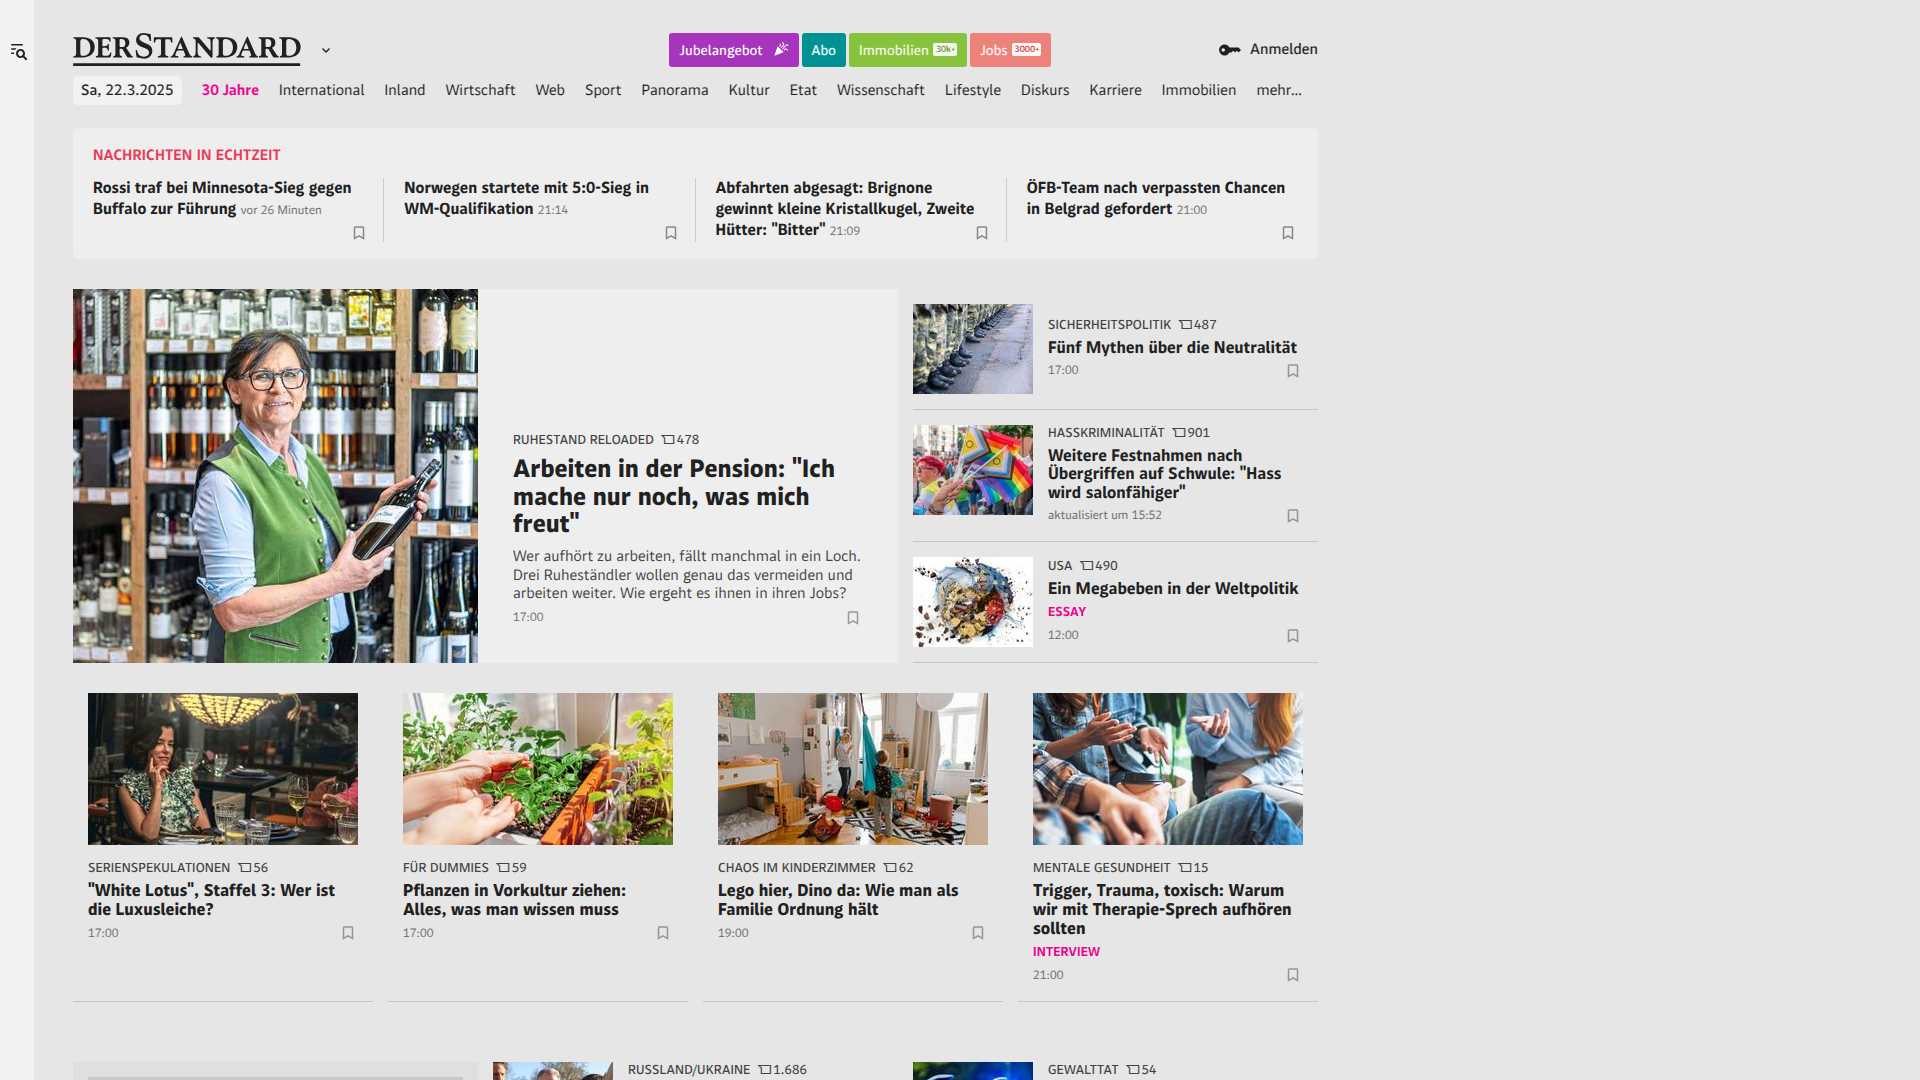 DERSTANDARD
Jubelangebot
Abo
Immobilien 30k+
Jobs 3000+
Anmelden
Sa, 22.3.2025
30 Jahre
International
Inland
Wirtschaft
Web
Sport
Panorama
Kultur
Etat
Wissenschaft
Lifestyle
Diskurs
Karriere
Immobilien
mehr...
NACHRICHTEN IN ECHTZEIT
Rossi traf bei Minnesota-Sieg gegen
Buffalo zur Führung vor 26 Minuten
Norwegen startete mit 5:0-Sieg in
WM-Qualifikation 21:14
Abfahrten abgesagt: Brignone
gewinnt kleine Kristallkugel, Zweite
Hütter: "Bitter" 21:09
ÖFB-Team nach verpassten Chancen
in Belgrad gefordert 21:00
RUHESTAND RELOADED 478
Arbeiten in der Pension: "Ich
mache nur noch, was mich
freut"
Wer aufhört zu arbeiten, fällt manchmal in ein Loch.
Drei Ruheständler wollen genau das vermeiden und
arbeiten weiter. Wie ergeht es ihnen in ihren Jobs?
17:00
SICHERHEITSPOLITIK 487
Fünf Mythen über die Neutralität
17:00
HASSKRIMINALITÄT 901
Weitere Festnahmen nach
Übergriffen auf Schwule: "Hass
wird salonfähiger"
aktualisiert um 15:52
USA 490
Ein Megabeben in der Weltpolitik
ESSAY
12:00
SERIENSPEKULATIONEN 56
"White Lotus", Staffel 3: Wer ist
die Luxusleiche?
17:00
FÜR DUMMIES 59
Pflanzen in Vorkultur ziehen:
Alles, was man wissen muss
17:00
CHAOS IM KINDERZIMMER 62
Lego hier, Dino da: Wie man als
Familie Ordnung hält
19:00
MENTALE GESUNDHEIT 15
Trigger, Trauma, toxisch: Warum
wir mit Therapie-Sprech aufhören
sollten
INTERVIEW
21:00
RUSSLAND/UKRAINE 1.686
GEWALTTAT 54